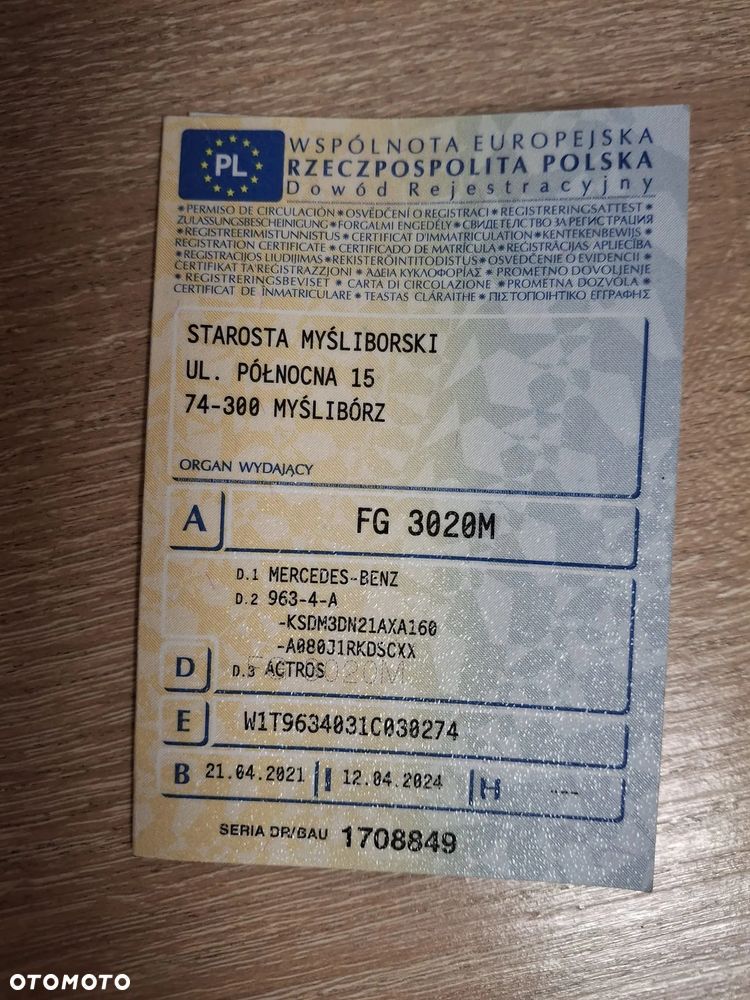 PL
WSPÓLNOTA EUROPEJSKA
RZECZPOSPOLITA POLSKA
Dowód Rejestracyjny
* PERMISO DE CIRCULACIÓN * OSVĚDČENÍ O REGISTRACI * REGISTRERINGSATTEST *
ZULASSUNGSBESCHEINIGUNG * FORGALMI ENGEDÉLY * СВИДЕТЕЛСТВО ЗА РЕГИСТРАЦИЯ
* REGISTREERIMISTUNNISTUS * CERTIFICAT D'IMMATRICULATION * KENTEKENBEWIJS *
REGISTRATION CERTIFICATE * CERTIFICADO DE MATRÍCULA * REĢISTRĀCIJAS APLIECĪBA
* REGISTRACIJOS LIUDIJIMAS * REKISTERÖINTITODISTUS * OSVEDČENIE O EVIDENCII *
ĊERTIFIKAT TA'REĠISTRAZZJONI * ΑΔΕΙΑ ΚΥΚΛΟΦΟΡΙΑΣ * PROMETNO DOVOLJENJE
* REGISTRERINGSBEVISET * CARTA DI CIRCOLAZIONE * PROMETNA DOZVOLA *
CERTIFICAT DE ÎNMATRICULARE * TEASTAS CLÁRAITHE * ΠΙΣΤΟΠΟΙΗΤΙΚΟ ΕΓΓΡΑΦΗΣ
STAROSTA MYŚLIBORSKI
UL. PÓŁNOCNA 15
74-300 MYŚLIBÓRZ
ORGAN WYDAJĄCY
A FG 3020M
D.1 MERCEDES-BENZ
D.2 963-4-A
-KSDM3DN21AXA160
-A080J1RKDSCXX
D D.3 ACTROS
E W1T9634031C030274
B 21.04.2021 I 12.04.2024 H ---
SERIA DR/BAU 1708849
OTOMOTO